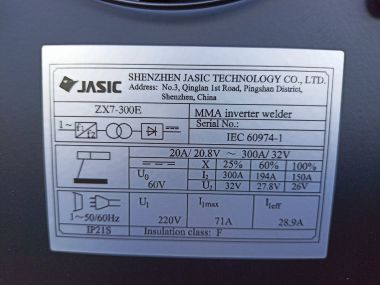 JASIC
SHENZHEN JASIC TECHNOLOGY CO., LTD.
Address: No.3, Qinglan 1st Road, Pingshan District,
Shenzhen, China
ZX7-300E
MMA inverter welder
Serial No.:
1~ f1 f2
IEC 60974-1
20A/ 20.8V ~ 300A/ 32V
X 25% 60% 100%
U0 60V
I2 300A 194A 150A
U2 32V 27.8V 26V
1~50/60Hz
U1 220V
I1max 71A
I1eff 28.9A
IP21S
Insulation class: F